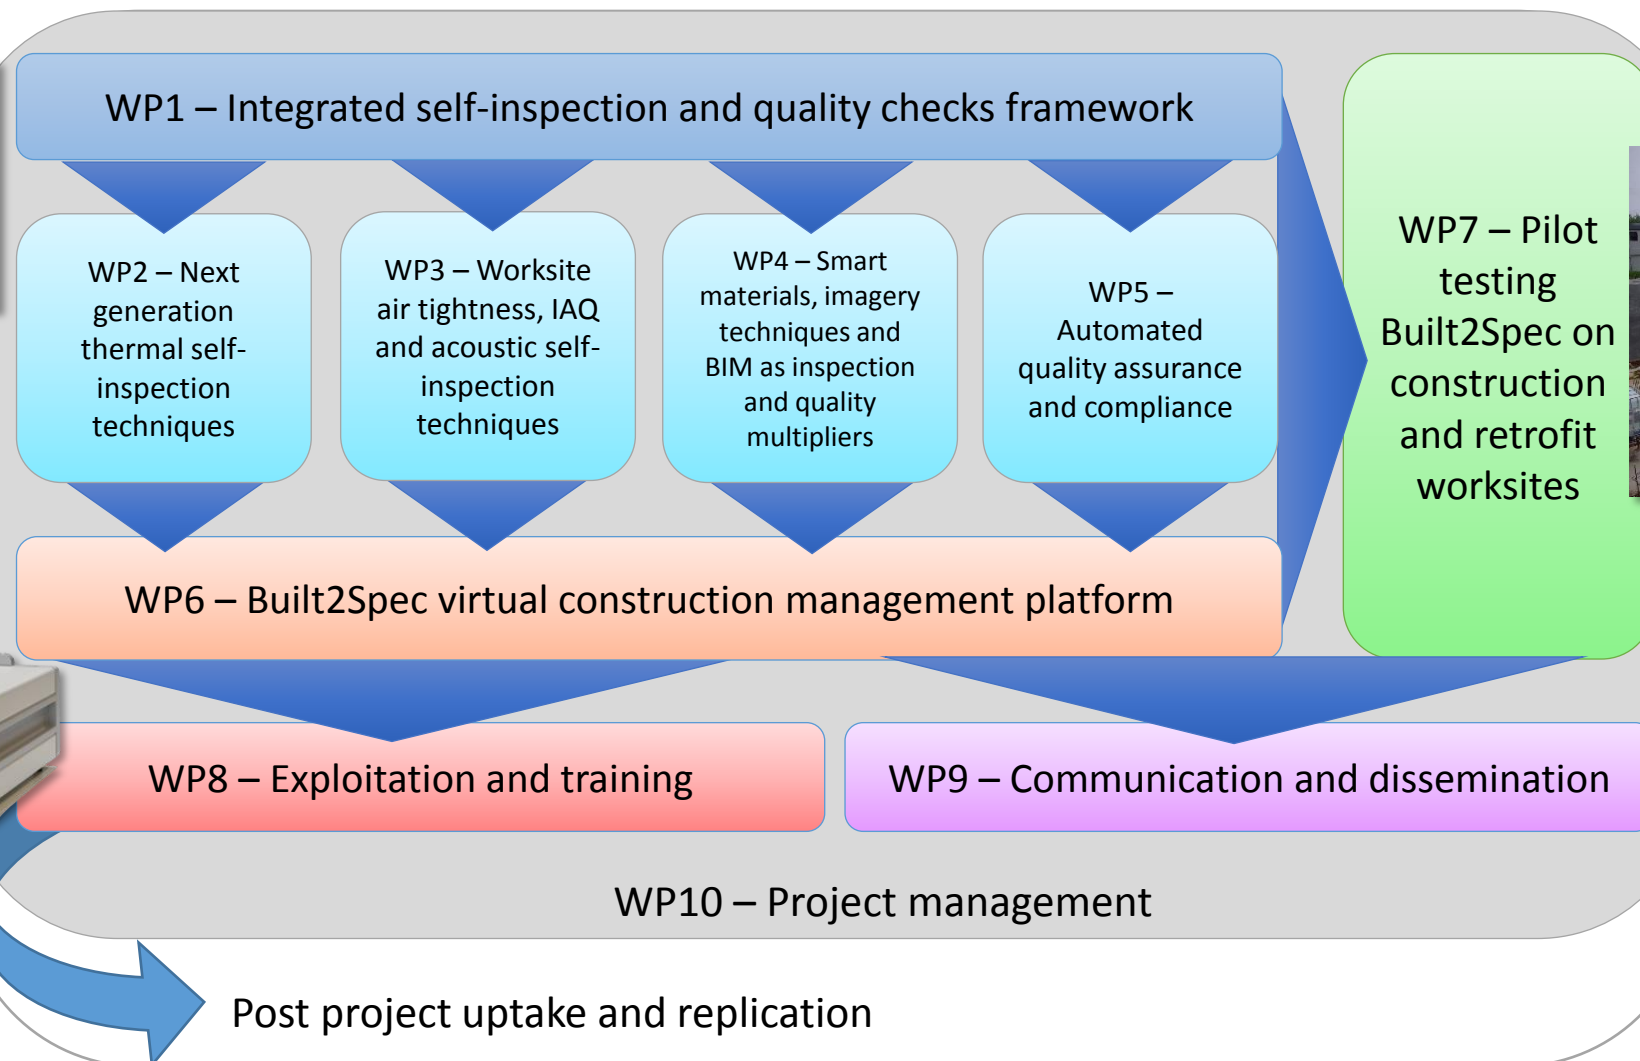 WP1 – Integrated self-inspection and quality checks framework
WP2 – Next
generation
thermal self-
inspection
techniques
WP3 – Worksite
air tightness, IAQ
and acoustic self-
inspection
techniques
WP4 – Smart
materials, imagery
techniques and
BIM as inspection
and quality
multipliers
WP5 –
Automated
quality assurance
and compliance
WP7 – Pilot
testing
Built2Spec on
construction
and retrofit
worksites
WP6 – Built2Spec virtual construction management platform
WP8 – Exploitation and training
WP9 – Communication and dissemination
WP10 – Project management
Post project uptake and replication